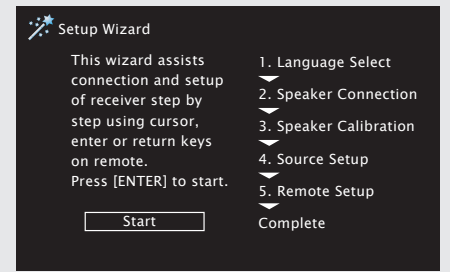 Setup Wizard
This wizard assists
connection and setup
of receiver step by
step using cursor,
enter or return keys
on remote.
Press [ENTER] to start.
Start
1. Language Select
2. Speaker Connection
3. Speaker Calibration
4. Source Setup
5. Remote Setup
Complete